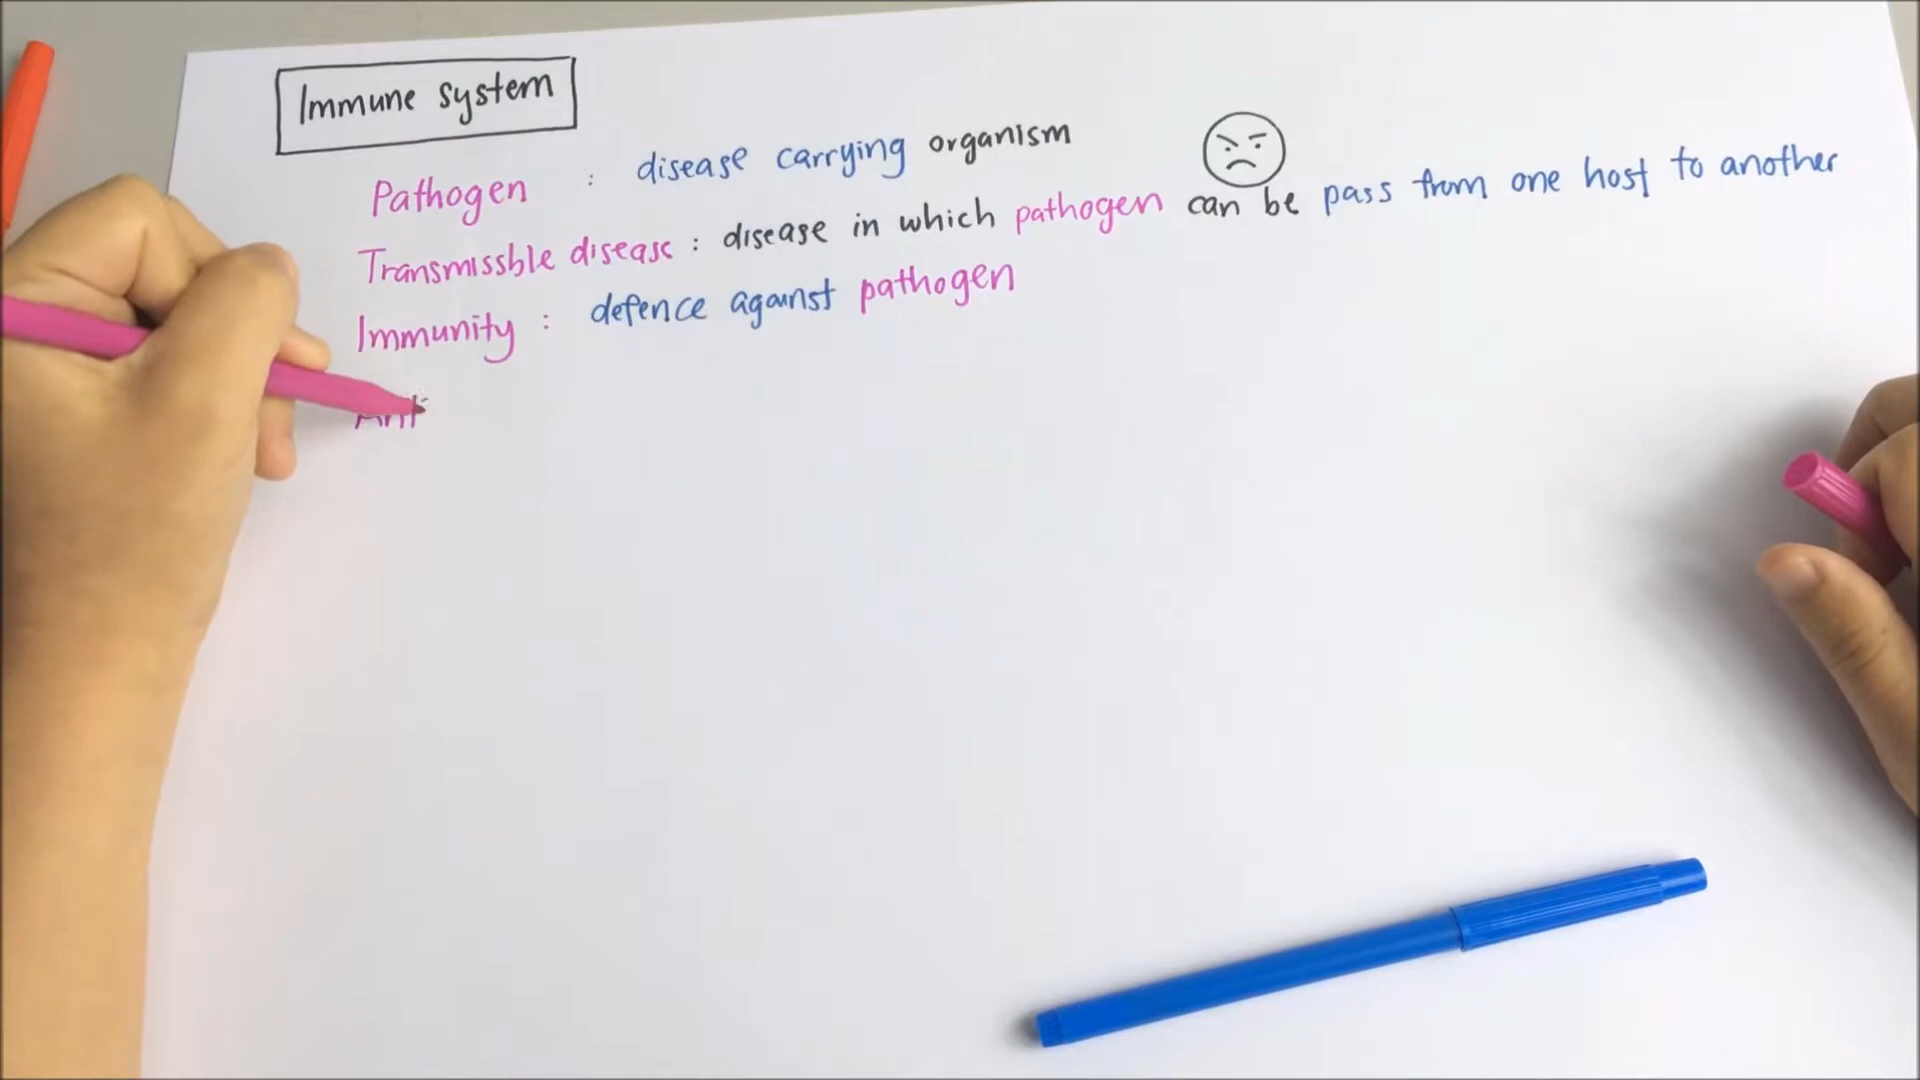 Immune system
Pathogen : disease carrying organism
Transmissble disease : disease in which pathogen can be pass from one host to another
Immunity : defence against pathogen
Anti